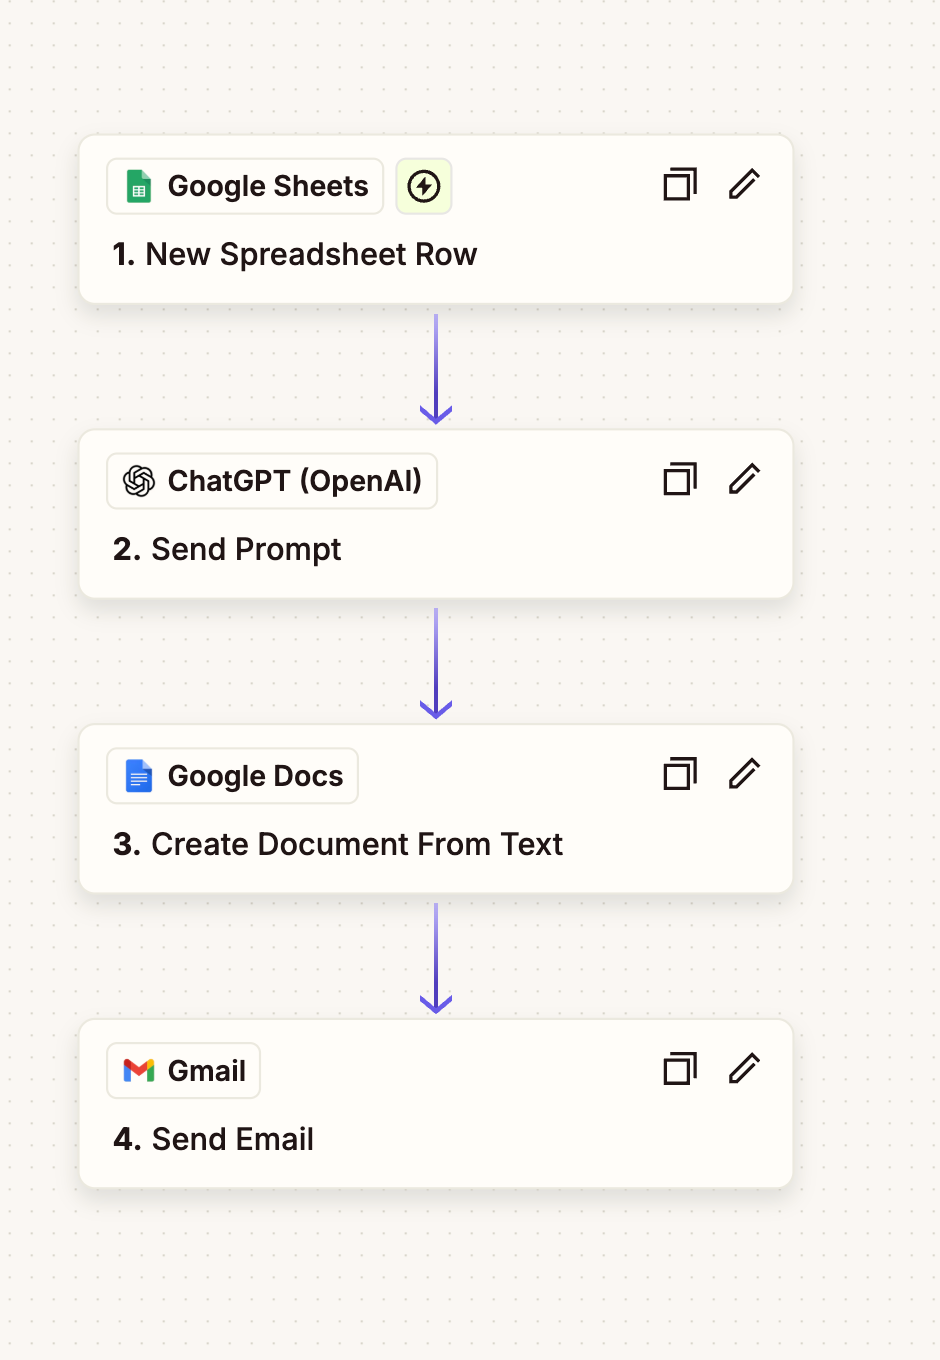 Google Sheets
1. New Spreadsheet Row
ChatGPT (OpenAI)
2. Send Prompt
Google Docs
3. Create Document From Text
Gmail
4. Send Email